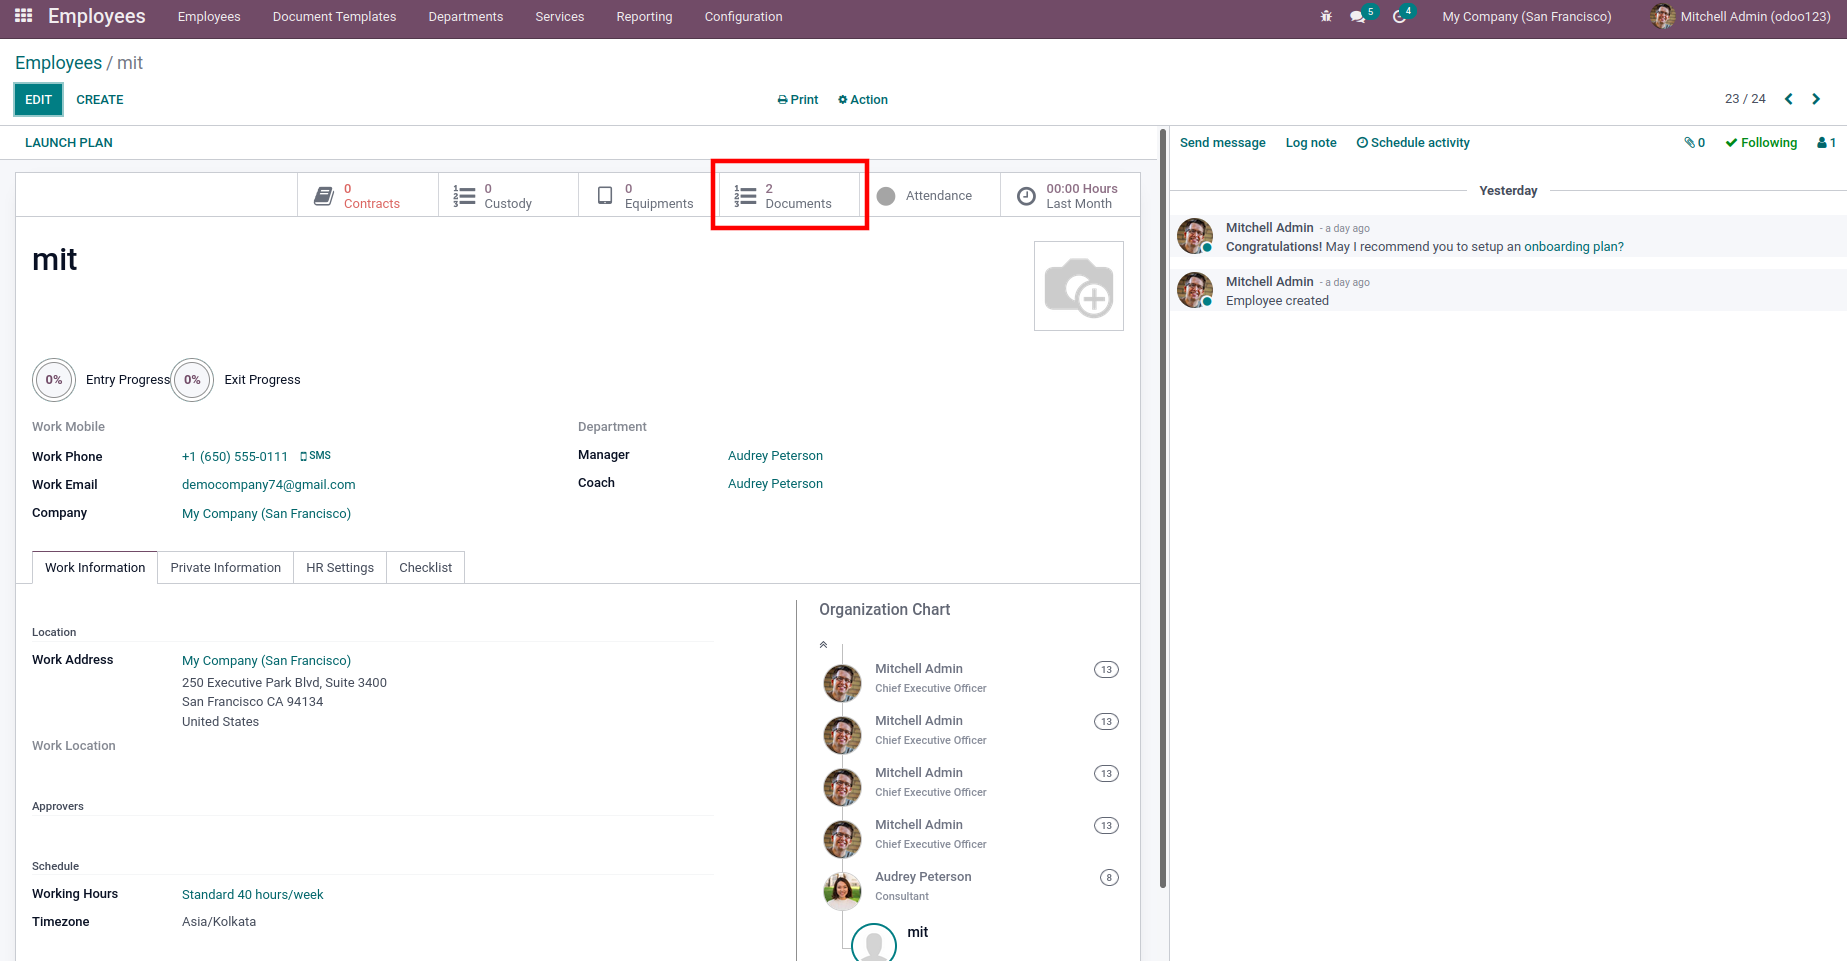 Employees Employees Document Templates Departments Services Reporting Configuration 5 4 My Company (San Francisco) Mitchell Admin (odoo123)
Employees / mit
EDIT CREATE Print Action 23 / 24
LAUNCH PLAN
0
Contracts
0
Custody
0
Equipments
2
Documents
Attendance
00:00 Hours
Last Month
mit
0% Entry Progress 0% Exit Progress
Work Mobile
Work Phone +1 (650) 555-0111 SMS
Work Email democompany74@gmail.com
Company My Company (San Francisco)
Department
Manager Audrey Peterson
Coach Audrey Peterson
Work Information Private Information HR Settings Checklist
Location
Work Address My Company (San Francisco)
250 Executive Park Blvd, Suite 3400
San Francisco CA 94134
United States
Work Location
Approvers
Schedule
Working Hours Standard 40 hours/week
Timezone Asia/Kolkata
Organization Chart
Mitchell Admin 13
Chief Executive Officer
Mitchell Admin 13
Chief Executive Officer
Mitchell Admin 13
Chief Executive Officer
Mitchell Admin 13
Chief Executive Officer
Audrey Peterson 8
Consultant
mit
Send message Log note Schedule activity 0 Following 1
Yesterday
Mitchell Admin - a day ago
Congratulations! May I recommend you to setup an onboarding plan?
Mitchell Admin - a day ago
Employee created